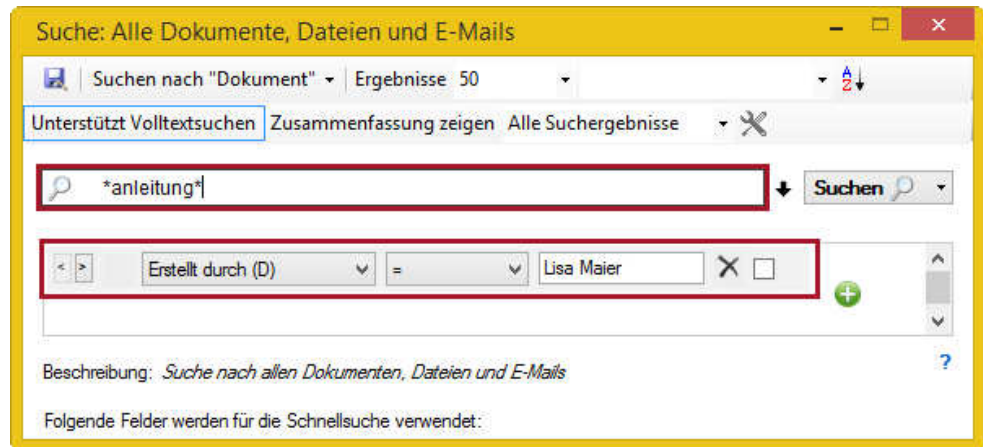 Suche: Alle Dokumente, Dateien und E-Mails
Suchen nach "Dokument" Ergebnisse 50
Unterstützt Volltextsuchen Zusammenfassung zeigen Alle Suchergebnisse
*anleitung* Suchen
< > Erstellt durch (D) = Lisa Maier
Beschreibung: Suche nach allen Dokumenten, Dateien und E-Mails ?
Folgende Felder werden für die Schnellsuche verwendet: